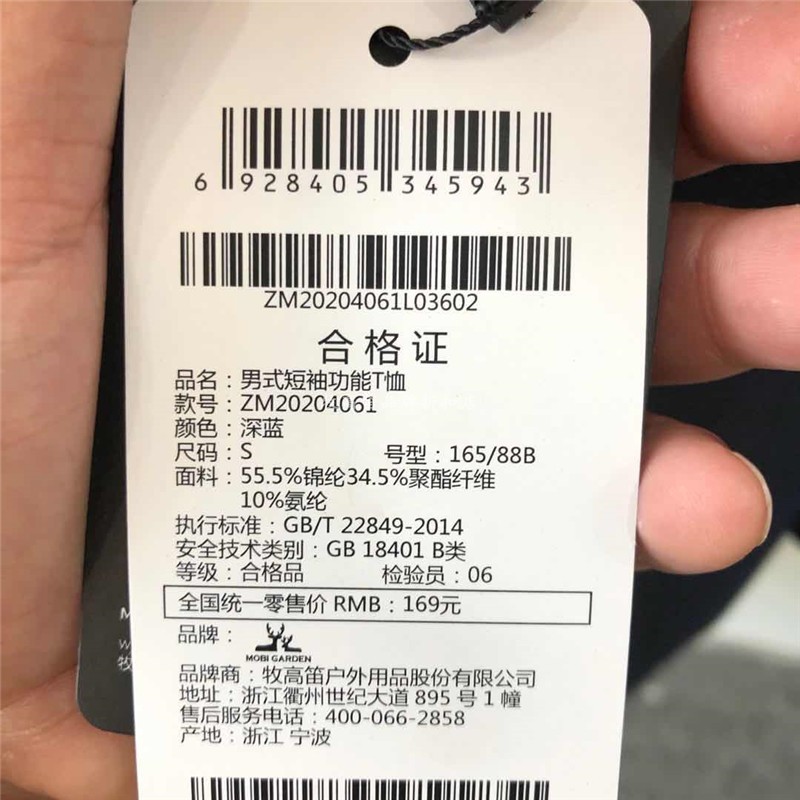 6 928405 345943
ZM20204061L03602
合格证
品名：男式短袖功能T恤
款号：ZM20204061
颜色：深蓝
尺码：S 号型：165/88B
面料：55.5%锦纶34.5%聚酯纤维
10%氨纶
执行标准：GB/T 22849-2014
安全技术类别：GB 18401 B类
等级：合格品 检验员：06
全国统一零售价 RMB：169元
品牌：
MOBI GARDEN
品牌商：牧高笛户外用品股份有限公司
地址：浙江衢州世纪大道 895 号 1 幢
售后服务电话：400-066-2858
产地：浙江 宁波